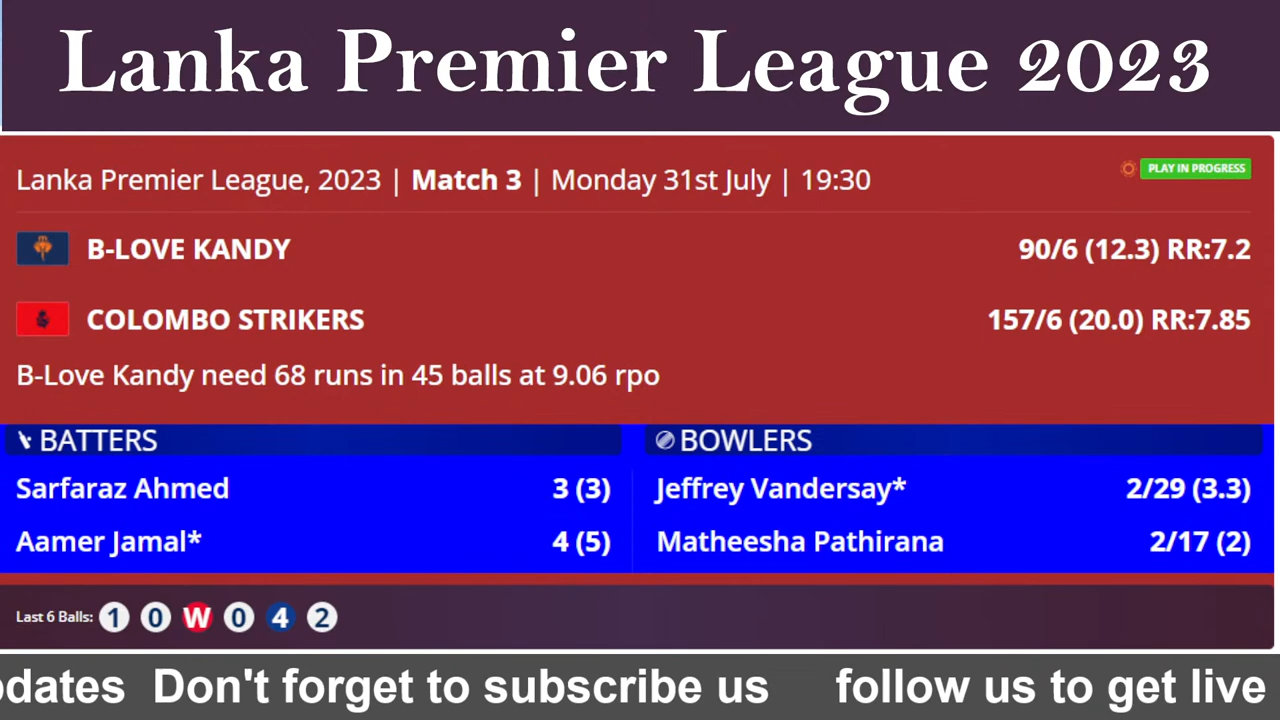 Lanka Premier League 2023
Lanka Premier League, 2023 | Match 3 | Monday 31st July | 19:30 PLAY IN PROGRESS
B-LOVE KANDY 90/6 (12.3) RR:7.2
COLOMBO STRIKERS 157/6 (20.0) RR:7.85
B-Love Kandy need 68 runs in 45 balls at 9.06 rpo
BATTERS BOWLERS
Sarfaraz Ahmed 3 (3) Jeffrey Vandersay* 2/29 (3.3)
Aamer Jamal* 4 (5) Matheesha Pathirana 2/17 (2)
Last 6 Balls: 1 0 W 0 4 2
pdates Don't forget to subscribe us follow us to get live